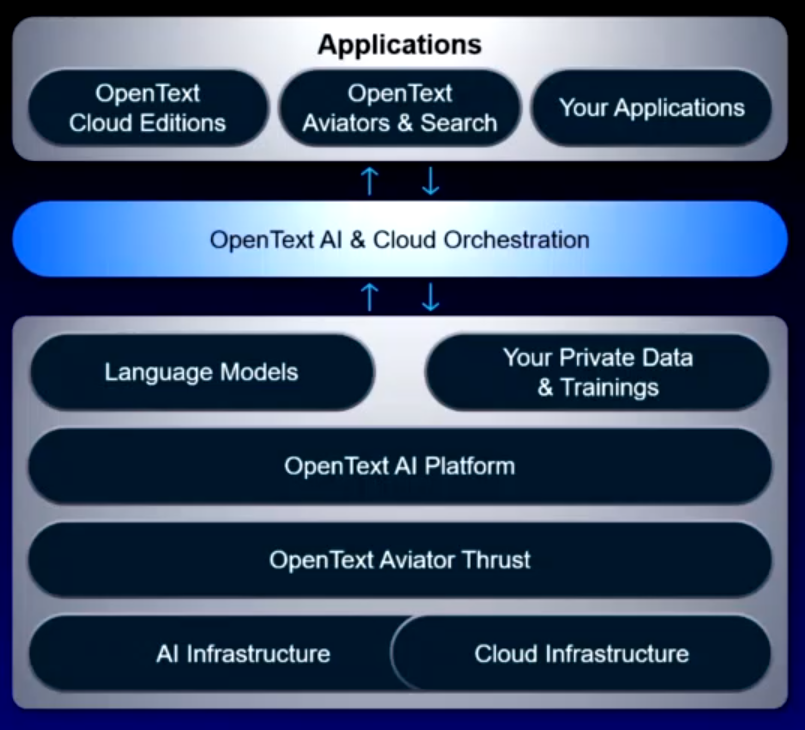 Applications
OpenText
Cloud Editions
OpenText
Aviators & Search
Your Applications
OpenText AI & Cloud Orchestration
Language Models
Your Private Data
& Trainings
OpenText AI Platform
OpenText Aviator Thrust
AI Infrastructure
Cloud Infrastructure